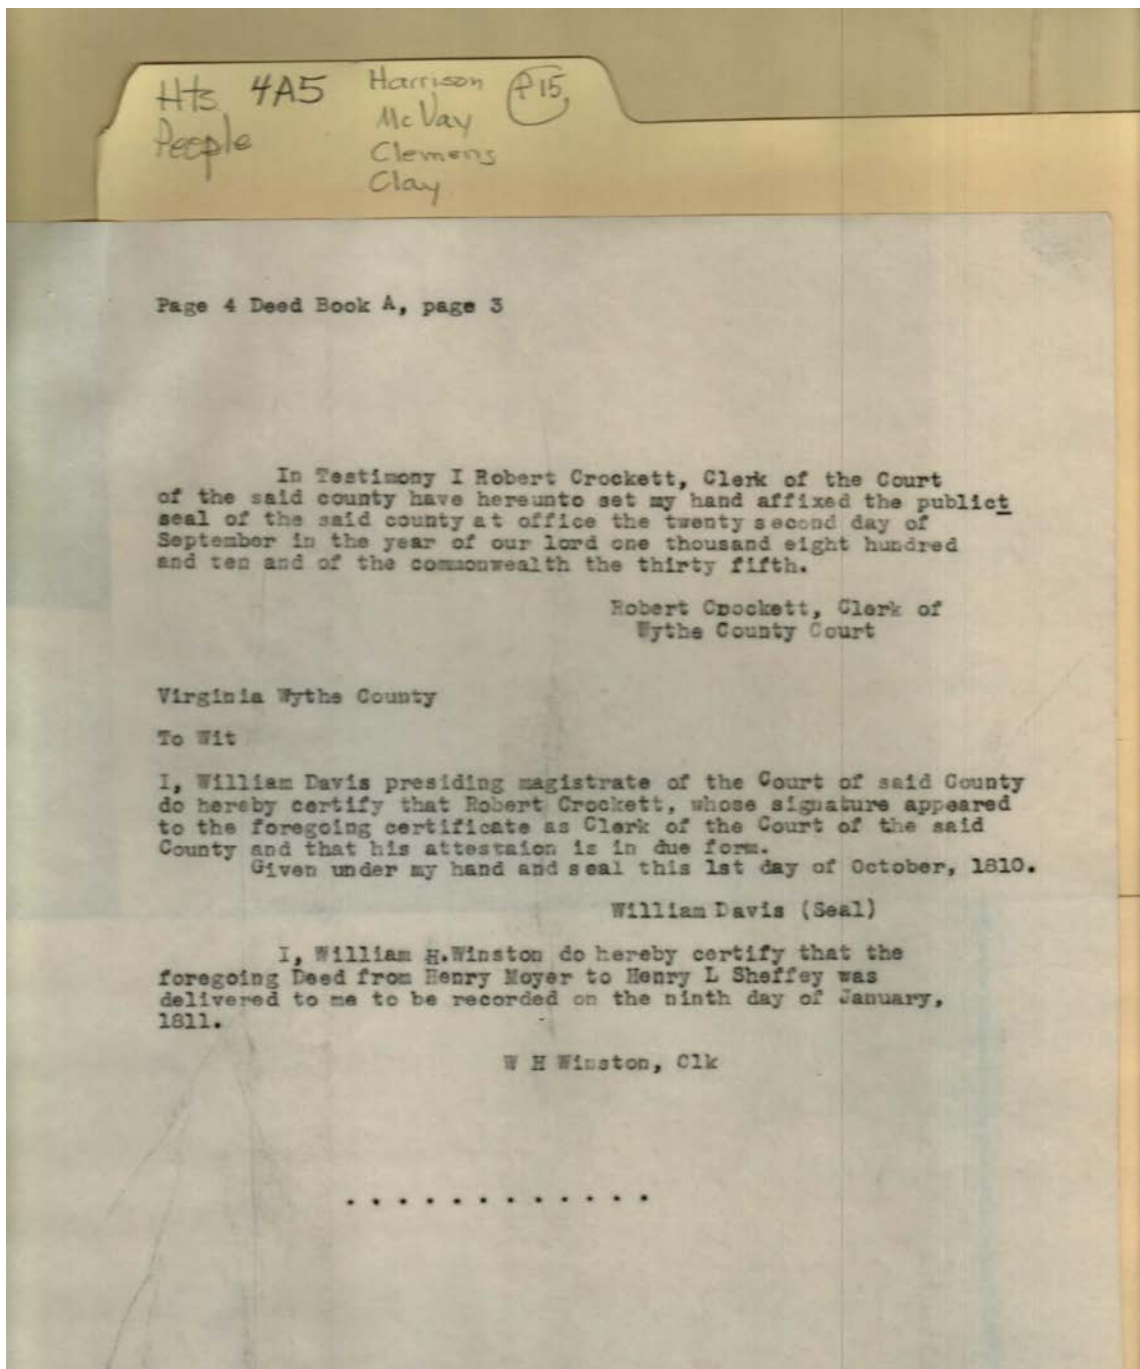 Hts 4A5 Harrison P15,
People McVay
Clemens
Clay
Page 4 Deed Book A, page 3
In Testimony I Robert Crockett, Clerk of the Court
of the said county have hereunto set my hand affixed the publict
seal of the said county at office the twenty second day of
September in the year of our lord one thousand eight hundred
and ten and of the commonwealth the thirty fifth.
Robert Cpockett, Clerk of
Wythe County Court
Virginia Wythe County
To Wit
I, William Davis presiding magistrate of the Court of said County
do hereby certify that Robert Crockett, whose signature appeared
to the foregoing certificate as Clerk of the Court of the said
County and that his attestaion is in due form.
Given under my hand and seal this 1st day of October, 1810.
William Davis (Seal)
I, William H.Winston do hereby certify that the
foregoing Deed from Henry Moyer to Henry L Sheffey was
delivered to me to be recorded on the ninth day of January,
1811.
W H Winston, Clk
. . . . . . . . . . . .